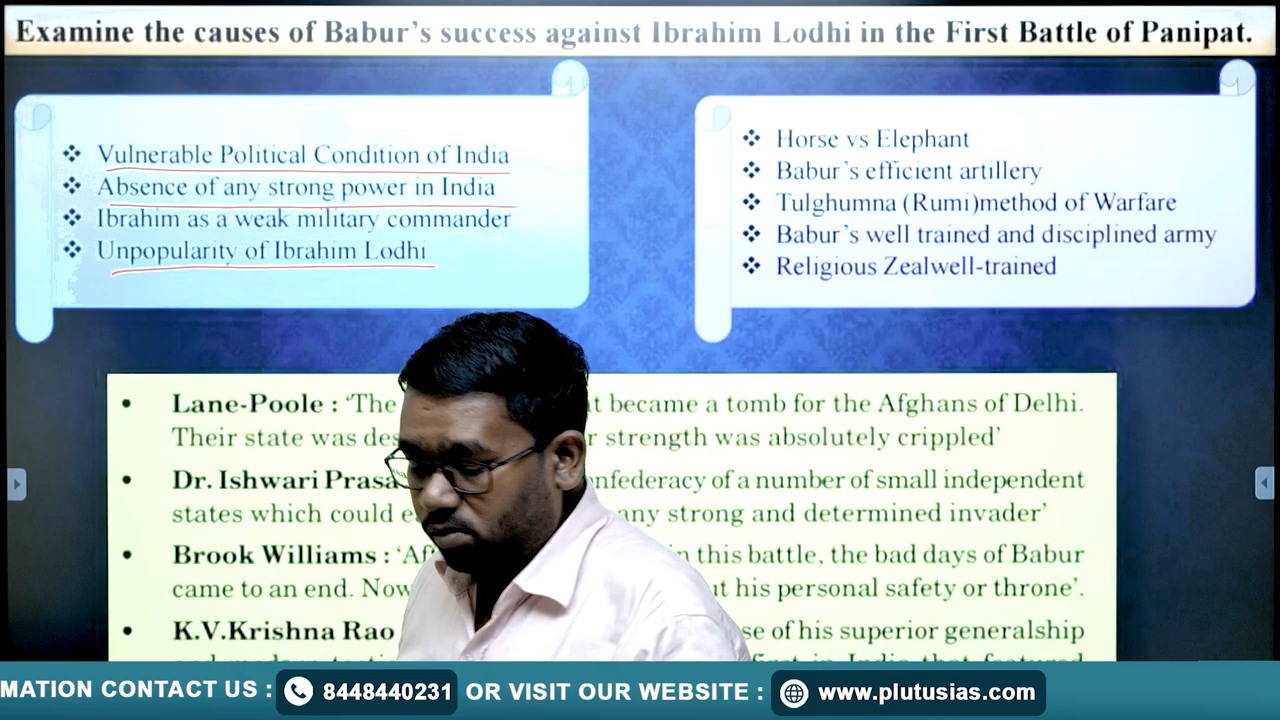 Examine the causes of Babur's success against Ibrahim Lodhi in the First Battle of Panipat.
❖ Vulnerable Political Condition of India
❖ Absence of any strong power in India
❖ Ibrahim as a weak military commander
❖ Unpopularity of Ibrahim Lodhi
❖ Horse vs Elephant
❖ Babur's efficient artillery
❖ Tulghumna (Rumi)method of Warfare
❖ Babur's well trained and disciplined army
❖ Religious Zealwell-trained
• Lane-Poole : 'The became a tomb for the Afghans of Delhi.
Their state was strength was absolutely crippled'
• Dr. Ishwari of a number of small independent
states which could any strong and determined invader'
• Brook Williams : in this battle, the bad days of Babur
came to an end. Now his personal safety or throne'.
• K.V.Krishna Rao of his superior generalship
in India that featured
MATION CONTACT US : 8448440231 OR VISIT OUR WEBSITE : www.plutusias.com